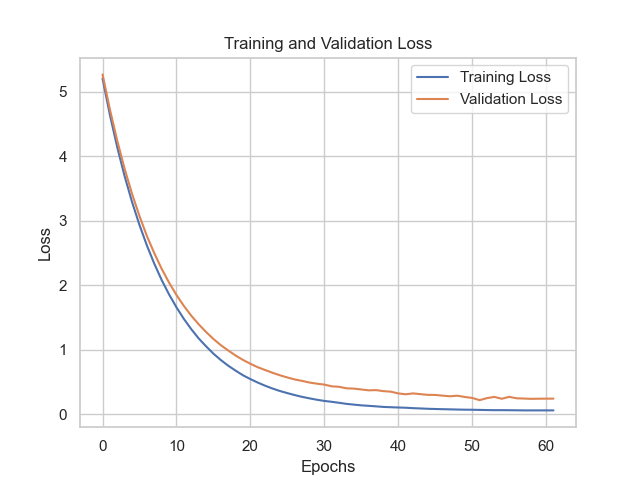 Training and Validation Loss
Training Loss
Validation Loss
Loss
5
4
3
2
1
0
0 10 20 30 40 50 60
Epochs